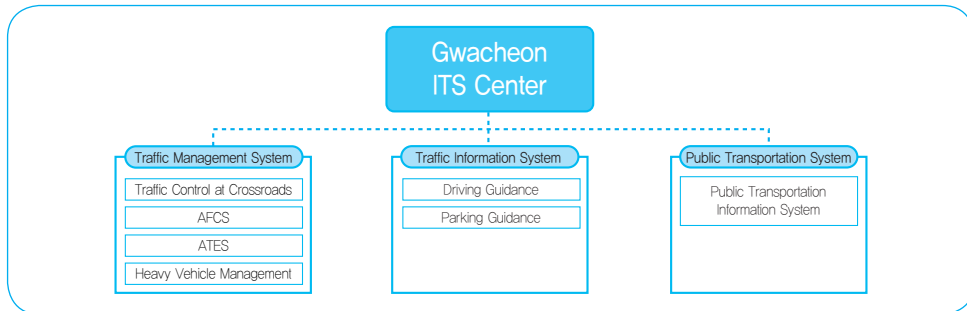 Gwacheon
ITS Center
Traffic Management System
Traffic Control at Crossroads
AFCS
ATES
Heavy Vehicle Management
Traffic Information System
Driving Guidance
Parking Guidance
Public Transportation System
Public Transportation
Information System